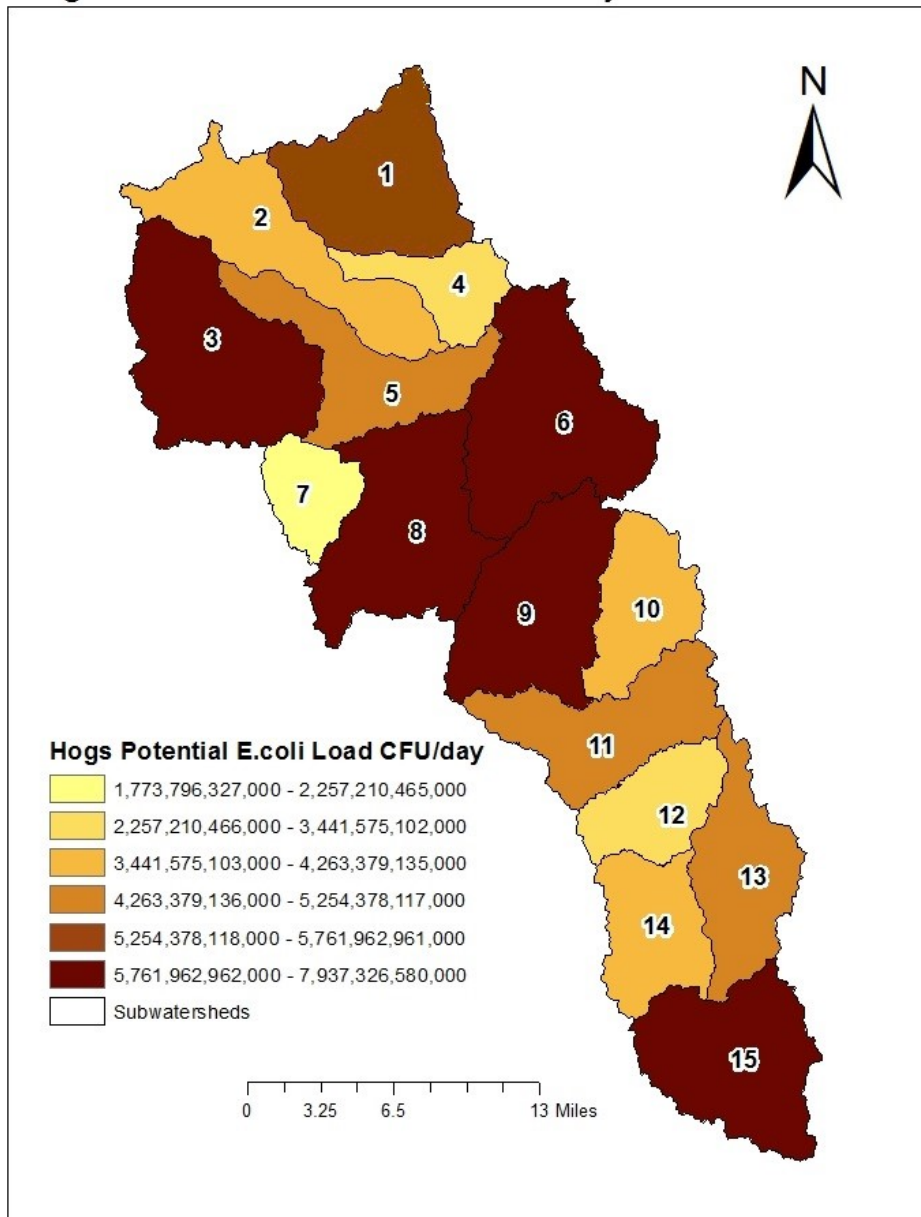 N
1
2
4
3
5
6
7
8
9
10
11
12
13
14
15
Hogs Potential E.coli Load CFU/day
1,773,796,327,000 - 2,257,210,465,000
2,257,210,466,000 - 3,441,575,102,000
3,441,575,103,000 - 4,263,379,135,000
4,263,379,136,000 - 5,254,378,117,000
5,254,378,118,000 - 5,761,962,961,000
5,761,962,962,000 - 7,937,326,580,000
Subwatersheds
0 3.25 6.5 13 Miles